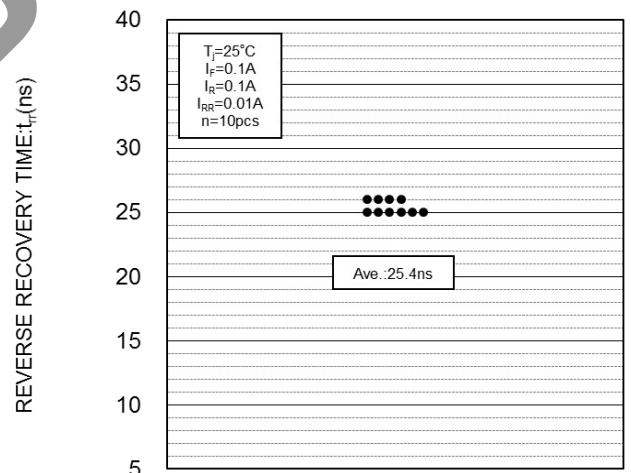 REVERSE RECOVERY TIME:trr(ns)
40
35
30
25
20
15
10
5
Tj=25°C
IF=0.1A
IR=0.1A
IRR=0.01A
n=10pcs
Ave.:25.4ns